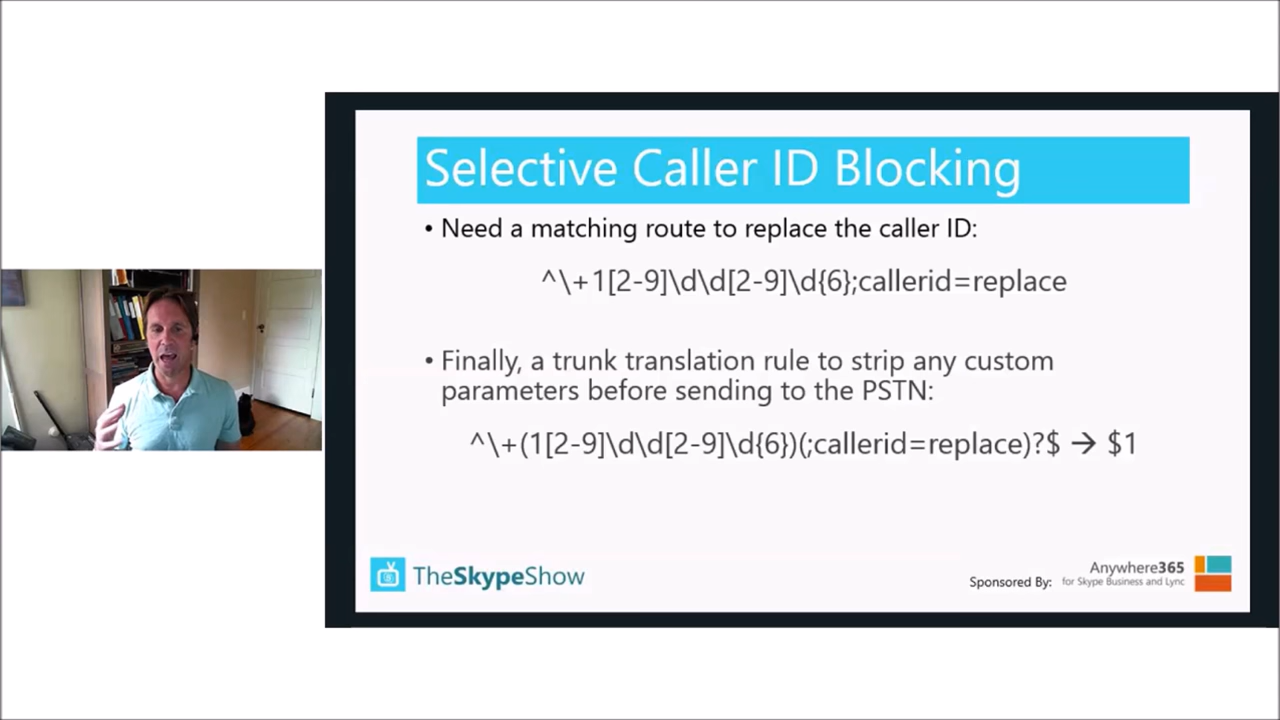 Selective Caller ID Blocking
• Need a matching route to replace the caller ID:
^\+1[2-9]\d\d[2-9]\d{6};callerid=replace
• Finally, a trunk translation rule to strip any custom
parameters before sending to the PSTN:
^\+(1[2-9]\d\d[2-9]\d{6})(;callerid=replace)?$ → $1
TheSkypeShow
Sponsored By:
Anywhere365
for Skype Business and Lync